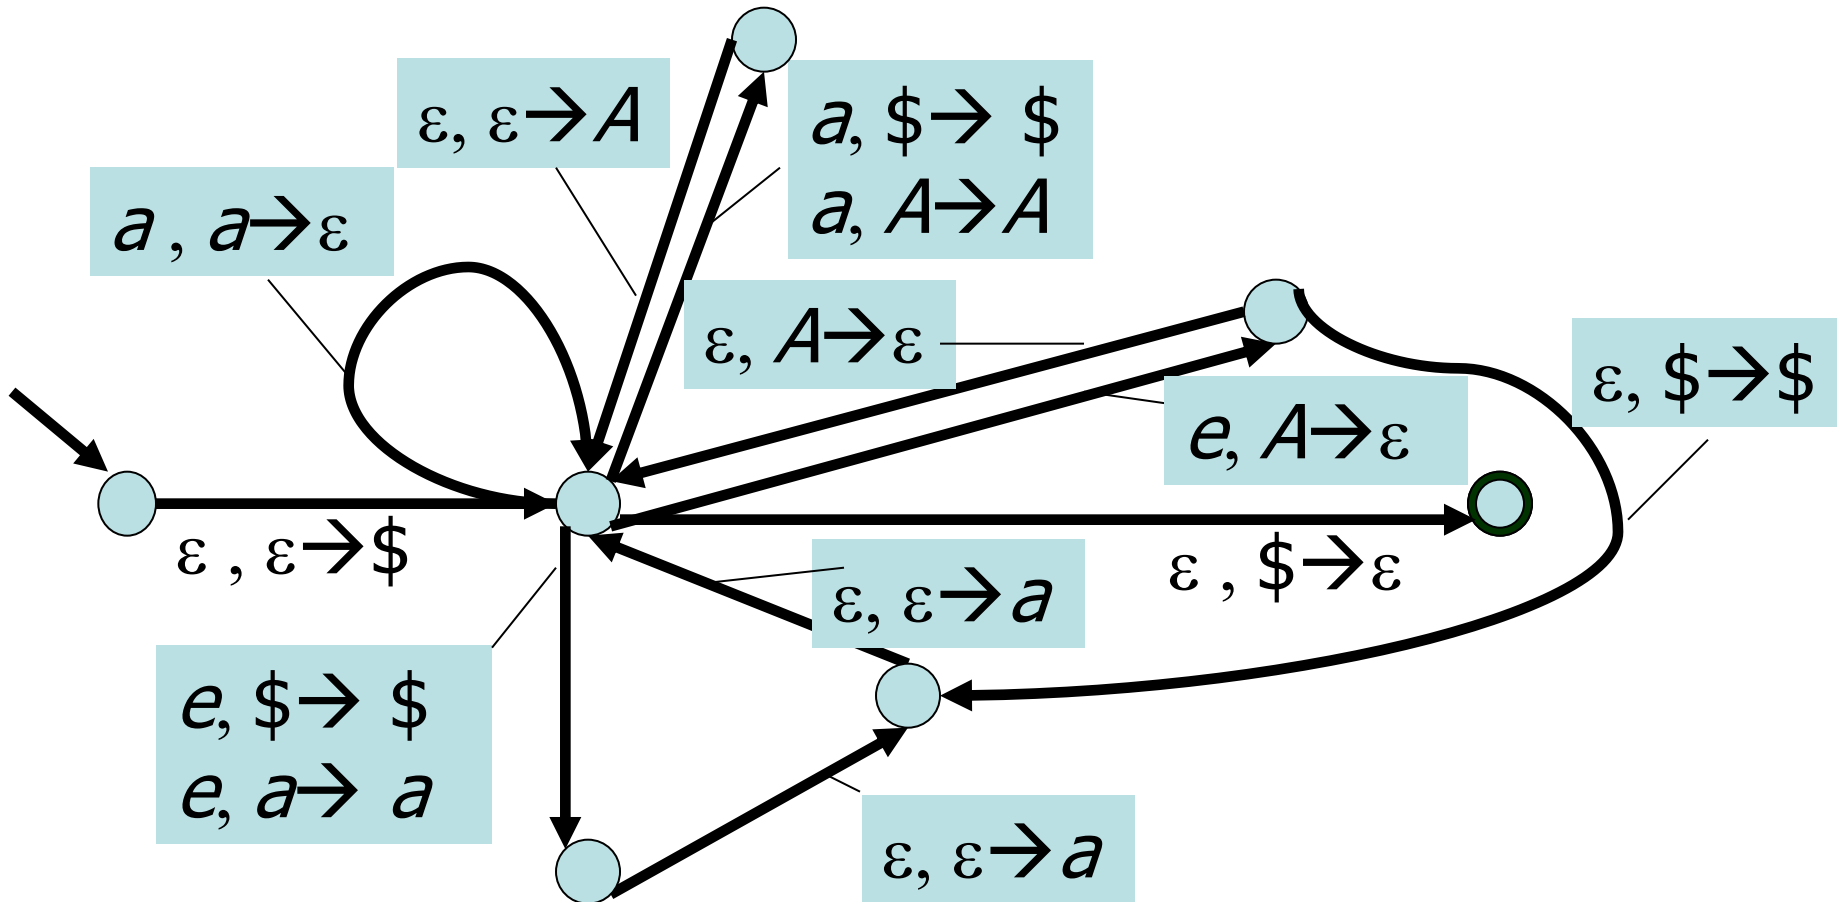 ε, ε→A
a, $→ $
a, A→A
a , a→ε
ε, A→ε
ε, $→$
e, A→ε
ε , ε→$
ε , $→ε
ε, ε→a
e, $→ $
e, a→ a
ε, ε→a